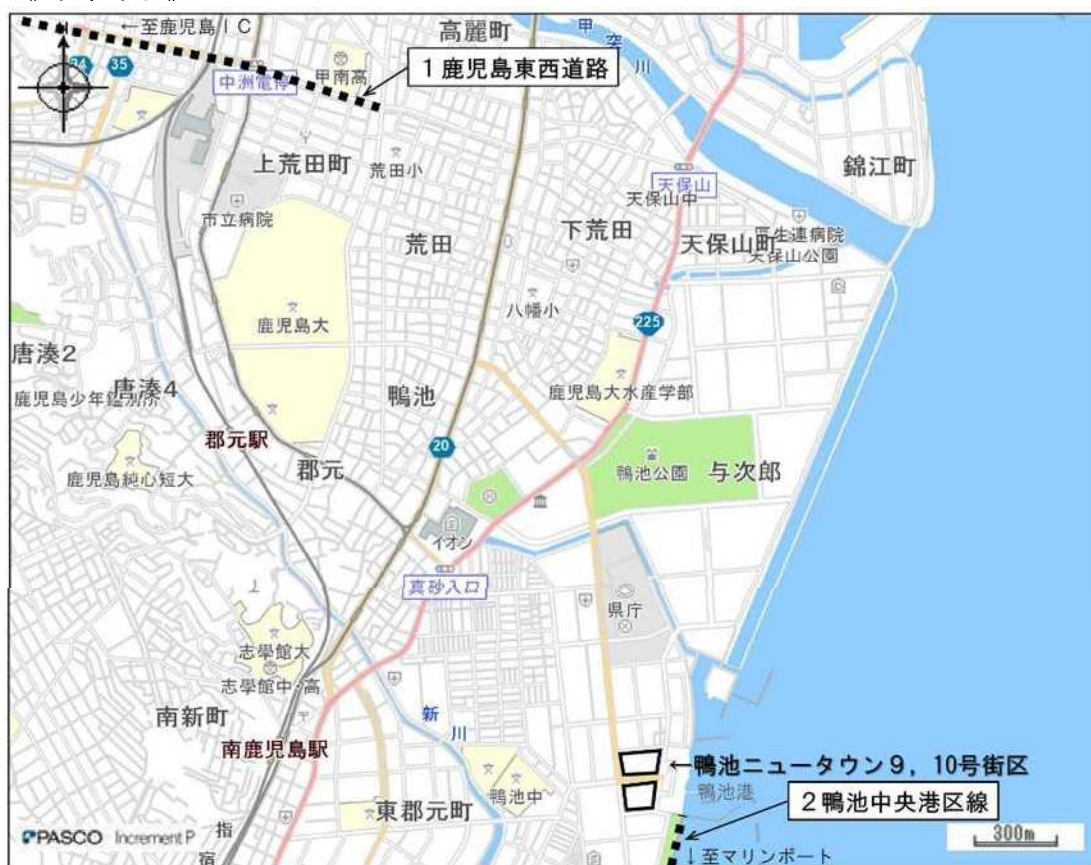 ←至鹿児島IC
高麗町
甲突川
24
35
甲南高
1鹿児島東西道路
中洲電停
上荒田町
荒田小
天保山
錦江町
市立病院
天保山中
荒田
下荒田
天保山町
厚生連病院
天保山公園
八幡小
鹿児島大
225
唐湊2
唐湊4
鹿児島大水産学部
鴨池
郡元駅
20
郡元
鴨池公園
与次郎
鹿児島純心短大
イオン
真砂入口
県庁
志學館大
志學館中・高
南新町
新川
南鹿児島駅
←鴨池ニュータウン9，10号街区
鴨池中
鴨池港
東郡元町
2鴨池中央港区線
PASCO Increment P
指宿
↓至マリンポート
300m